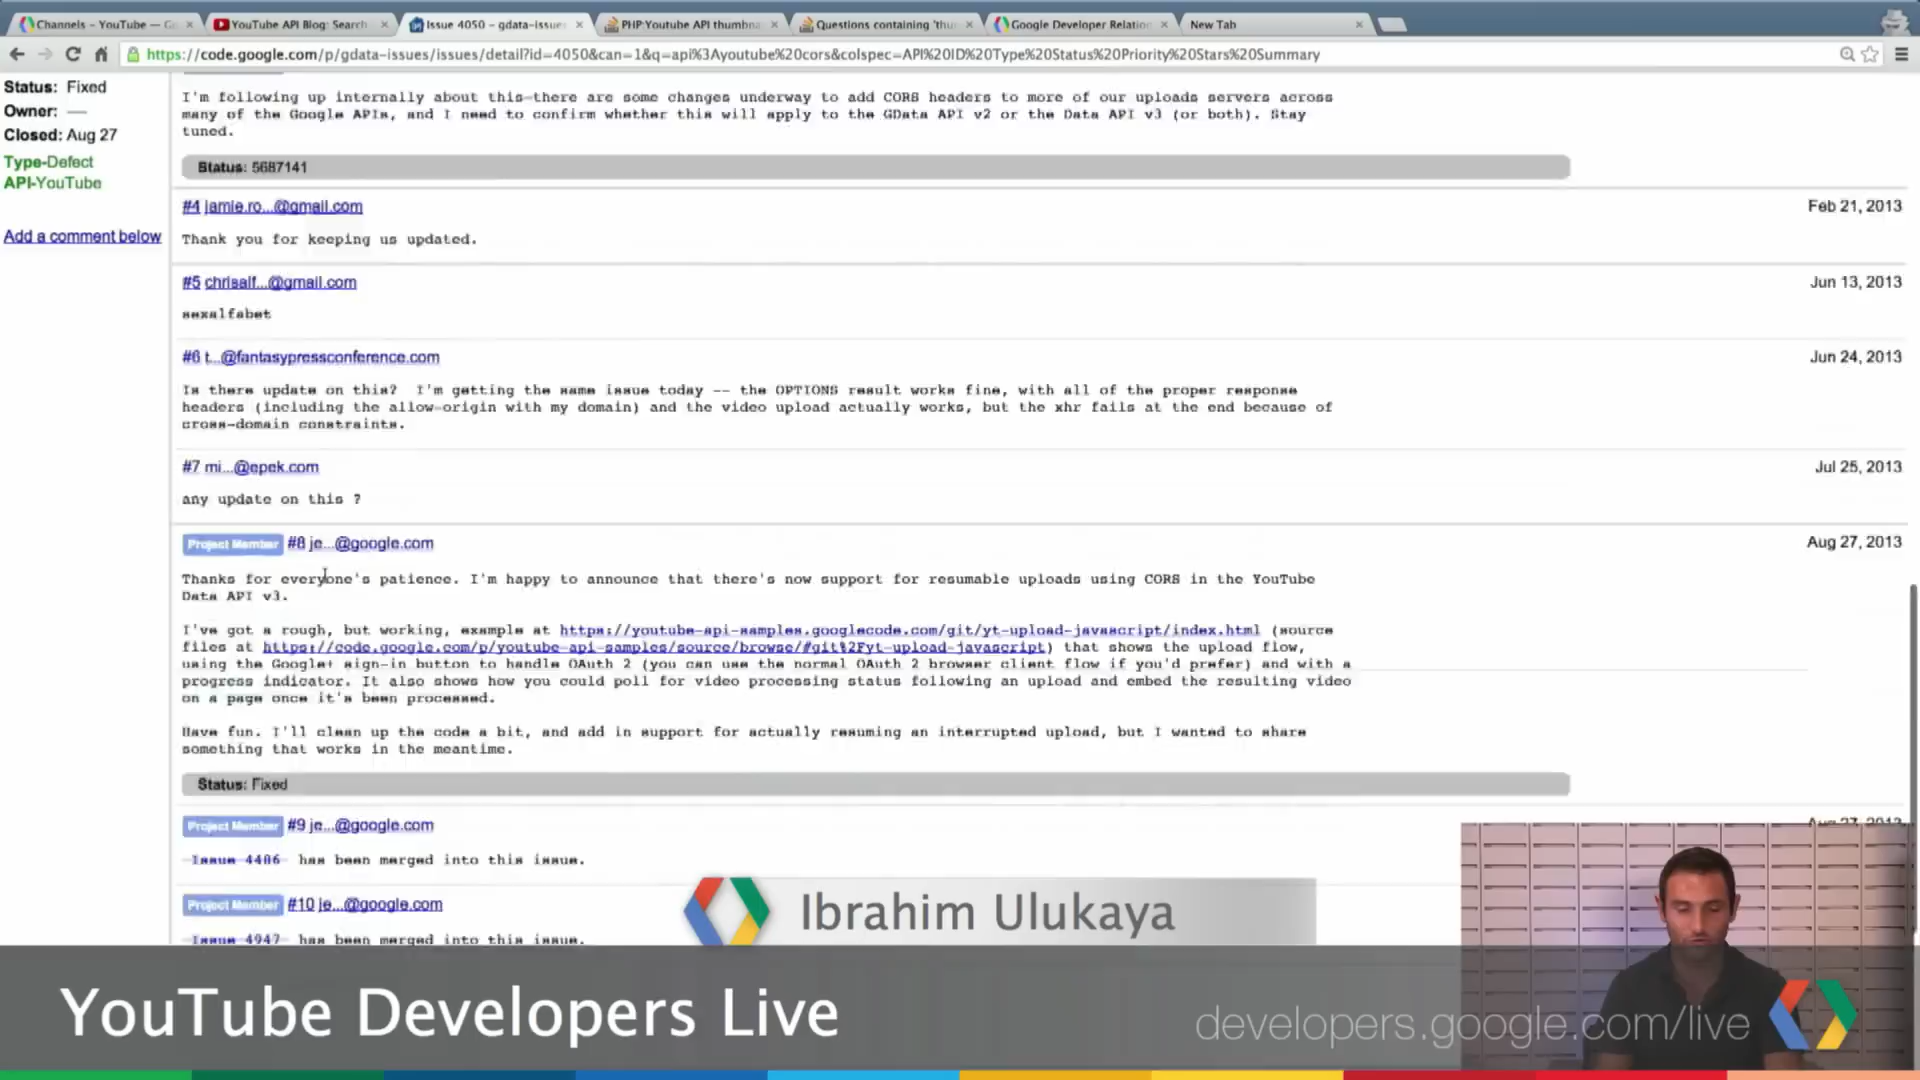 Channels - YouTube — G
YouTube API Blog: Search
Issue 4050 - gdata-issues
PHP Youtube API thumbna
Questions containing 'thu
Google Developer Relatio
New Tab
https://code.google.com/p/gdata-issues/issues/detail?id=4050&can=1&q=api%3Ayoutube%20cors&colspec=API%20ID%20Type%20Status%20Priority%20Stars%20Summary
Status: Fixed
Owner: —
Closed: Aug 27
Type-Defect
API-YouTube
Add a comment below
I'm following up internally about this—there are some changes underway to add CORS headers to more of our uploads servers across
many of the Google APIs, and I need to confirm whether this will apply to the GData API v2 or the Data API v3 (or both). Stay
tuned.
Status: 5687141
#4 jamie.ro...@gmail.com
Feb 21, 2013
Thank you for keeping us updated.
#5 chrisalf...@gmail.com
Jun 13, 2013
sexalfabet
#6 t...@fantasypressconference.com
Jun 24, 2013
Is there update on this?  I'm getting the same issue today -- the OPTIONS result works fine, with all of the proper response
headers (including the allow-origin with my domain) and the video upload actually works, but the xhr fails at the end because of
cross-domain constraints.
#7 mi...@epek.com
Jul 25, 2013
any update on this ?
Project Member #8 je...@google.com
Aug 27, 2013
Thanks for everyone's patience. I'm happy to announce that there's now support for resumable uploads using CORS in the YouTube
Data API v3.
I've got a rough, but working, example at https://youtube-api-samples.googlecode.com/git/yt-upload-javascript/index.html (source
files at https://code.google.com/p/youtube-api-samples/source/browse/#git%2Fyt-upload-javascript) that shows the upload flow,
using the Google+ sign-in button to handle OAuth 2 (you can use the normal OAuth 2 browser client flow if you'd prefer) and with a
progress indicator. It also shows how you could poll for video processing status following an upload and embed the resulting video
on a page once it's been processed.
Have fun. I'll clean up the code a bit, and add in support for actually resuming an interrupted upload, but I wanted to share
something that works in the meantime.
Status: Fixed
Project Member #9 je...@google.com
Aug 27, 2013
Issue 4406 has been merged into this issue.
Project Member #10 je...@google.com
Issue 4947 has been merged into this issue.
Ibrahim Ulukaya
YouTube Developers Live
developers.google.com/live